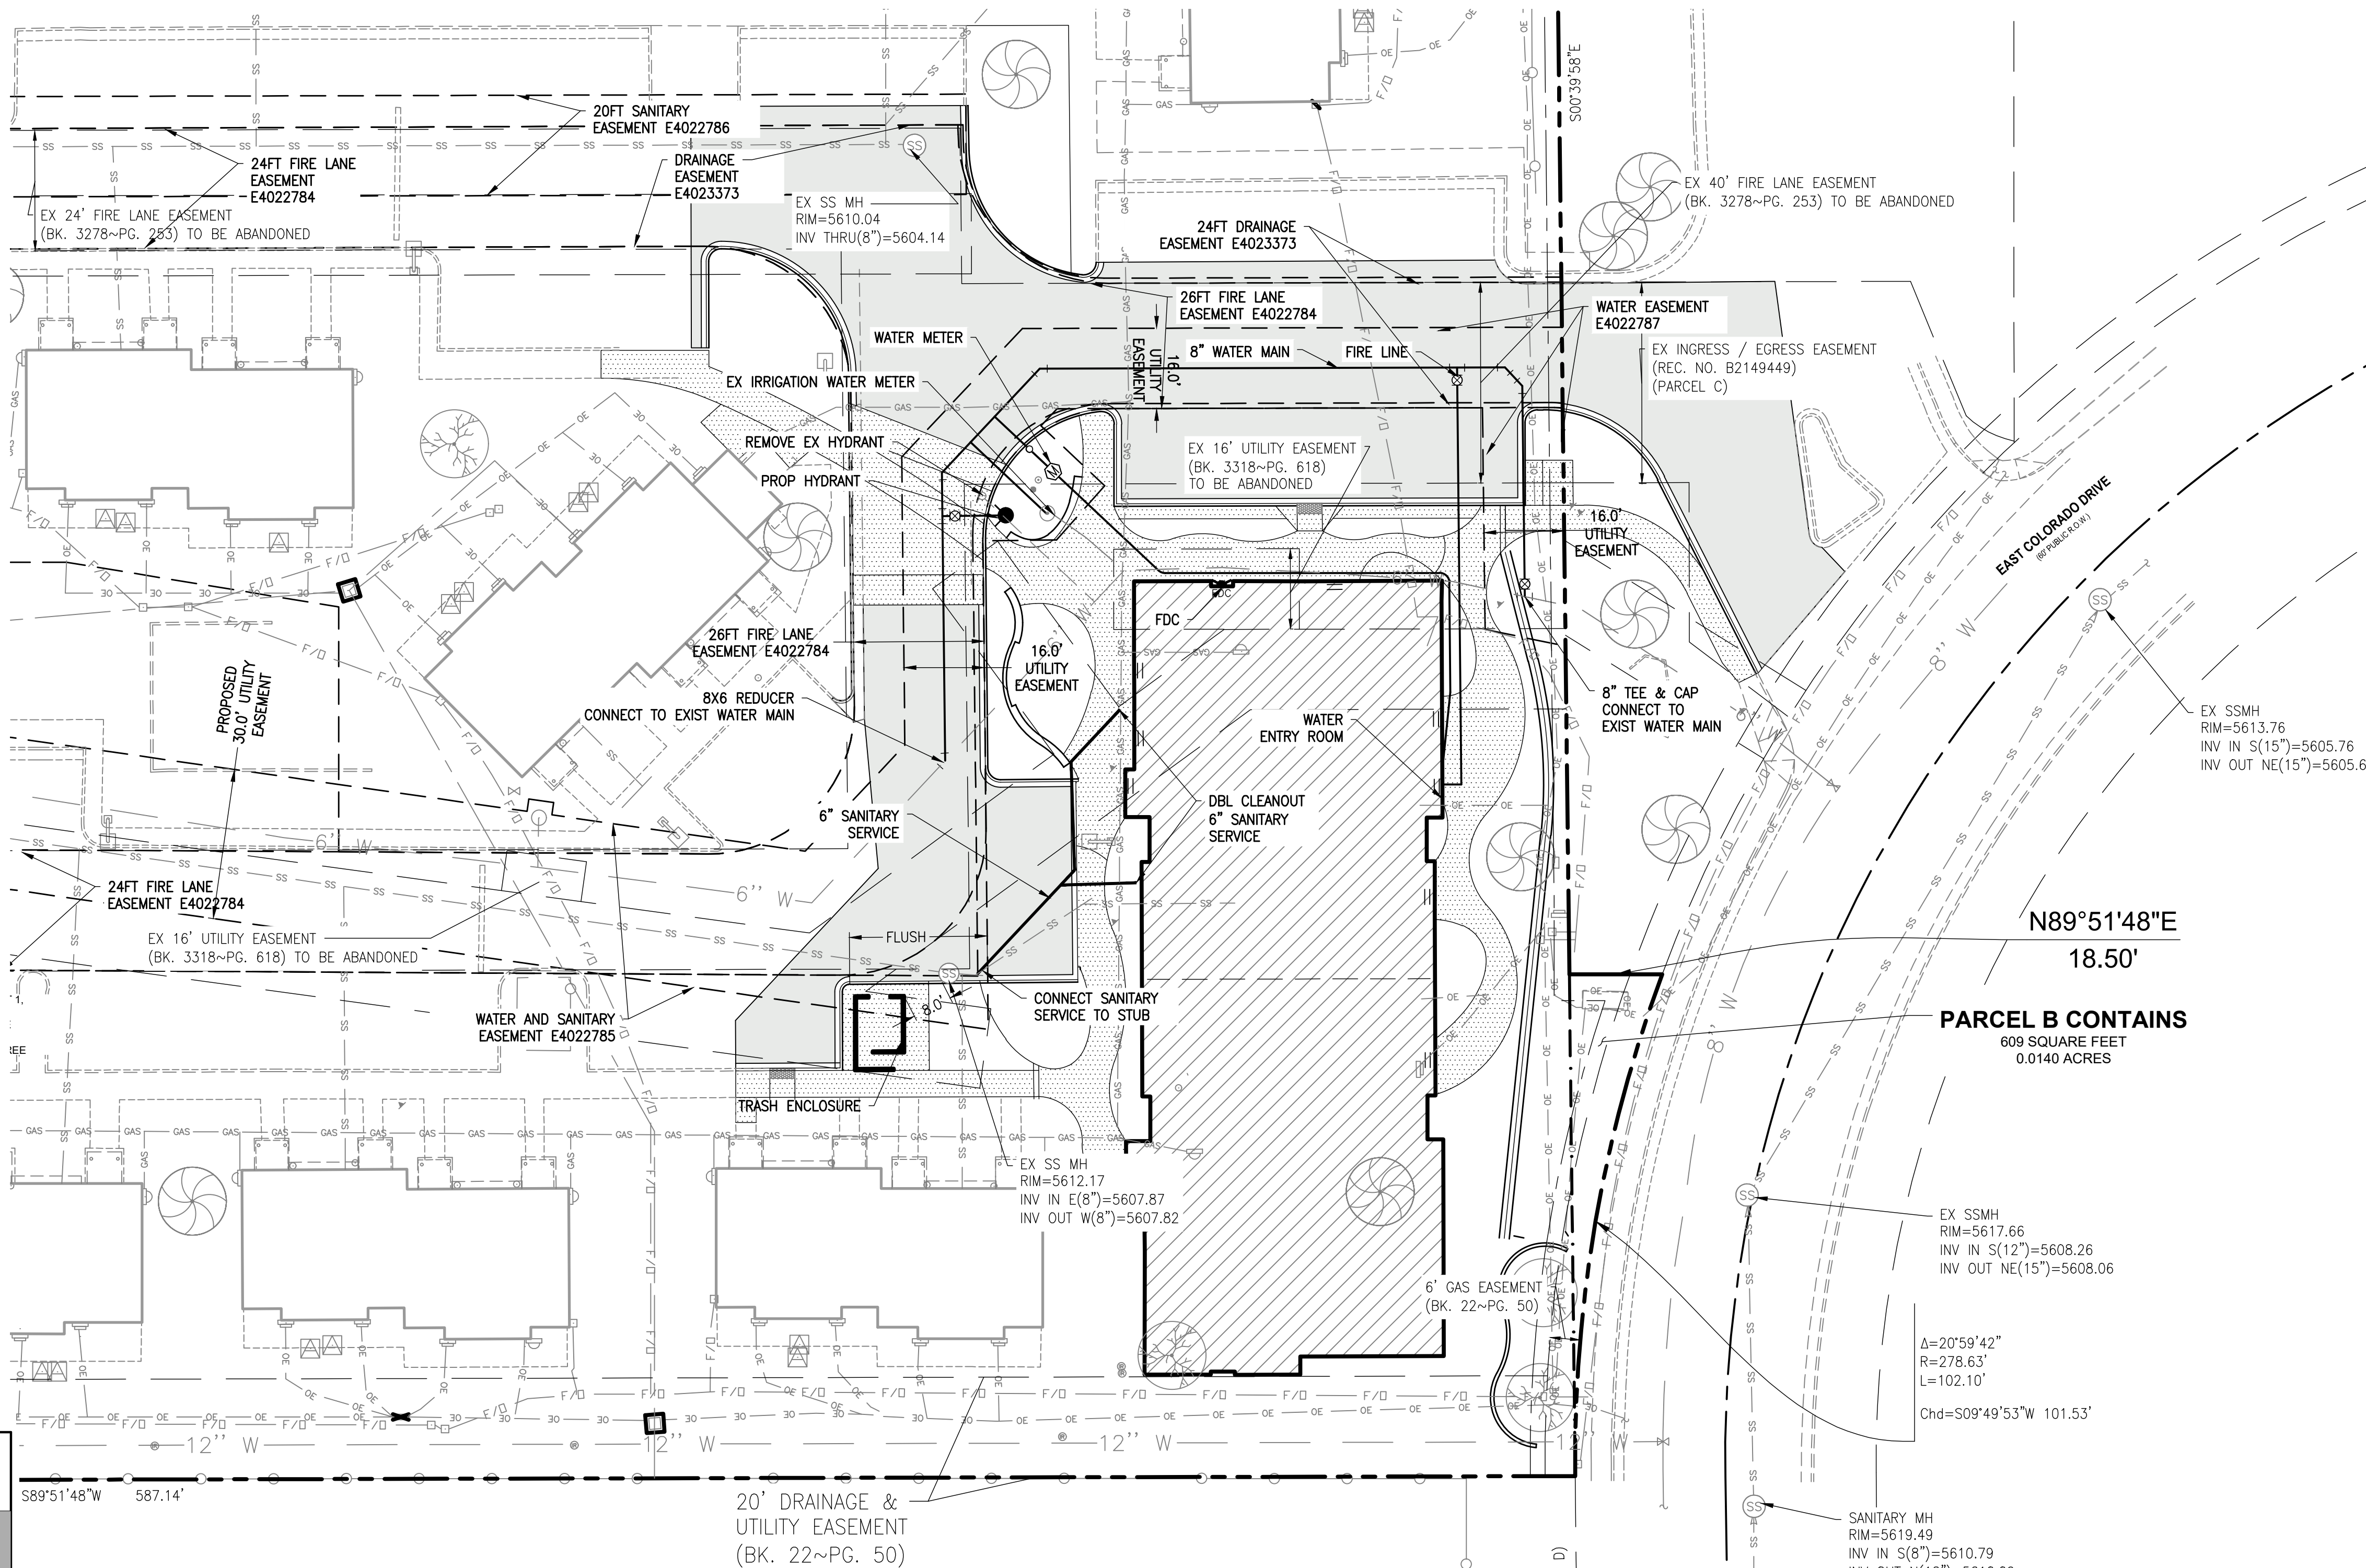 20FT SANITARY
EASEMENT E4022786
24FT FIRE LANE
EASEMENT
E4022784
DRAINAGE
EASEMENT
E4023373
EX 24' FIRE LANE EASEMENT
(BK. 3278~PG. 253) TO BE ABANDONED
EX SS MH
RIM=5610.04
INV THRU(8")=5604.14
S00°39'58"E
EX 40' FIRE LANE EASEMENT
(BK. 3278~PG. 253) TO BE ABANDONED
24FT DRAINAGE
EASEMENT E4023373
26FT FIRE LANE
EASEMENT E4022784
WATER EASEMENT
E4022787
WATER METER
16.0'
UTILITY
EASEMENT
8" WATER MAIN
FIRE LINE
EX INGRESS / EGRESS EASEMENT
(REC. NO. B2149449)
(PARCEL C)
EX IRRIGATION WATER METER
REMOVE EX HYDRANT
PROP HYDRANT
EX 16' UTILITY EASEMENT
(BK. 3318~PG. 618)
TO BE ABANDONED
16.0'
UTILITY
EASEMENT
EAST COLORADO DRIVE
(60' PUBLIC R.O.W.)
FDC
FDC
26FT FIRE LANE
EASEMENT E4022784
16.0'
UTILITY
EASEMENT
PROPOSED
30.0' UTILITY
EASEMENT
8X6 REDUCER
CONNECT TO EXIST WATER MAIN
WATER
ENTRY ROOM
8" TEE & CAP
CONNECT TO
EXIST WATER MAIN
8" W
EX SSMH
RIM=5613.76
INV IN S(15")=5605.76
INV OUT NE(15")=5605.6
6" SANITARY
SERVICE
DBL CLEANOUT
6" SANITARY
SERVICE
6" W
6" W
24FT FIRE LANE
EASEMENT E4022784
EX 16' UTILITY EASEMENT
(BK. 3318~PG. 618) TO BE ABANDONED
FLUSH
N89°51'48"E
18.50'
8.0'
CONNECT SANITARY
SERVICE TO STUB
WATER AND SANITARY
EASEMENT E4022785
PARCEL B CONTAINS
609 SQUARE FEET
0.0140 ACRES
8" W
TRASH ENCLOSURE
EX SS MH
RIM=5612.17
INV IN E(8")=5607.87
INV OUT W(8")=5607.82
EX SSMH
RIM=5617.66
INV IN S(12")=5608.26
INV OUT NE(15")=5608.06
6' GAS EASEMENT
(BK. 22~PG. 50)
Δ=20°59'42"
R=278.63'
L=102.10'
Chd=S09°49'53"W 101.53'
12" W
12" W
12" W
12" W
S89°51'48"W 587.14'
20' DRAINAGE &
UTILITY EASEMENT
(BK. 22~PG. 50)
SANITARY MH
RIM=5619.49
INV IN S(8")=5610.79